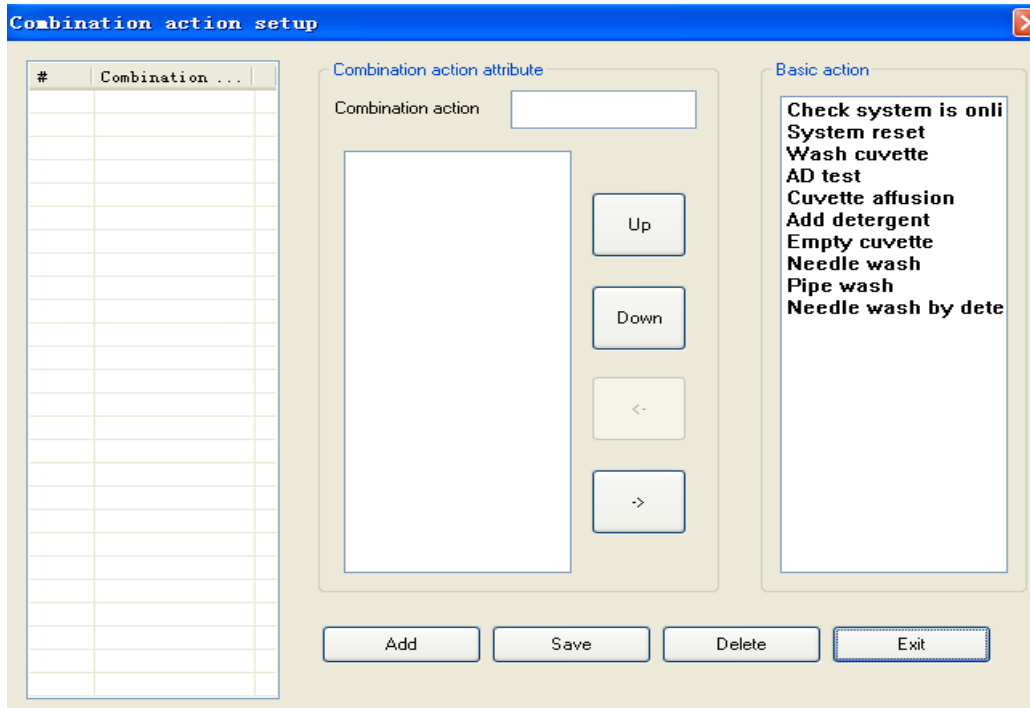 Combination action setup
# Combination ...
Combination action attribute
Combination action
Up
Down
<-
->
Basic action
Check system is onli
System reset
Wash cuvette
AD test
Cuvette affusion
Add detergent
Empty cuvette
Needle wash
Pipe wash
Needle wash by dete
Add Save Delete Exit